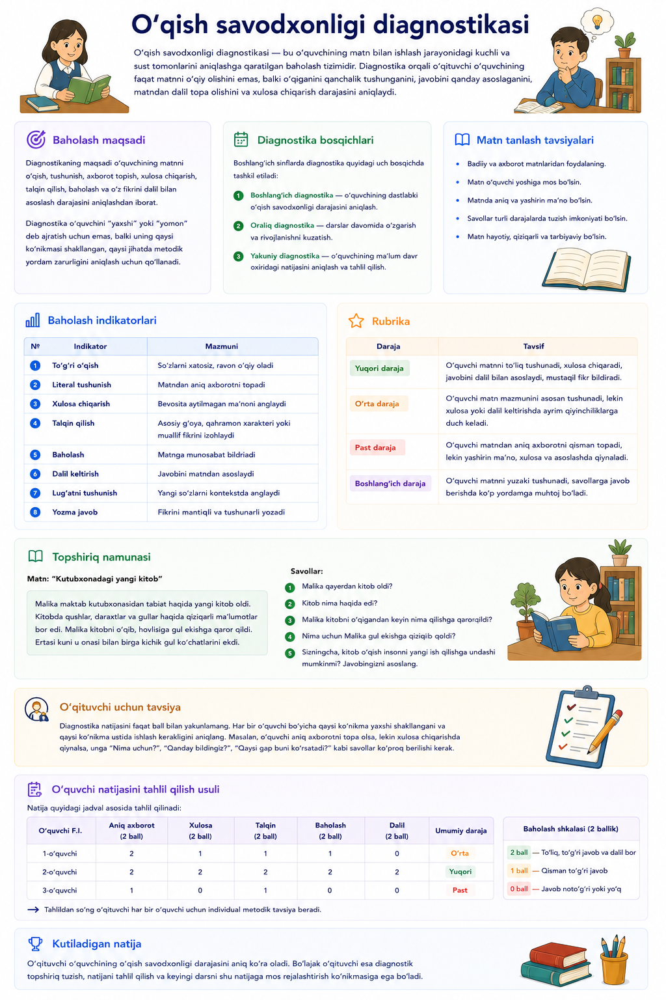 O‘qish savodxonligi diagnostikasi
O‘qish savodxonligi diagnostikasi — bu o‘quvchining matn bilan ishlash jarayonidagi kuchli va
sust tomonlarini aniqlashga qaratilgan baholash tizimidir. Diagnostika orqali o‘qituvchi o‘quvchining
faqat matnni o‘qiy olishini emas, balki o‘qiganini qanchalik tushunganini, javobini qanday asoslaganini,
matndan dalil topa olishini va xulosa chiqarish darajasini aniqlaydi.
Baholash maqsadi
Diagnostikaning maqsadi o‘quvchining matnni
o‘qish, tushunish, axborot topish, xulosa chiqarish,
talqin qilish, baholash va o‘z fikrini dalil bilan
asoslash darajasini aniqlashdan iborat.
Diagnostika o‘quvchini “yaxshi” yoki “yomon”
deb ajratish uchun emas, balki uning qaysi
ko‘nikmasi shakllangan, qaysi jihatda metodik
yordam zarurligini aniqlash uchun qo‘llanadi.
Diagnostika bosqichlari
Boshlang‘ich sinflarda diagnostika quyidagi uch bosqichda
tashkil etiladi:
1 Boshlang‘ich diagnostika — o‘quvchining dastlabki
o‘qish savodxonligi darajasini aniqlash.
2 Oraliq diagnostika — darslar davomida o‘zgarish
va rivojlanishni kuzatish.
3 Yakuniy diagnostika — o‘quvchining ma’lum davr
oxiridagi natijasini aniqlash va tahlil qilish.
Matn tanlash tavsiyalari
• Badiiy va axborot matnlaridan foydalaning.
• Matn o‘quvchi yoshiga mos bo‘lsin.
• Matnda aniq va yashirin ma’no bo‘lsin.
• Savollar turli darajalarda tuzish imkoniyati bo‘lsin.
• Matn hayotiy, qiziqarli va tarbiyaviy bo‘lsin.
Baholash indikatorlari
№ Indikator Mazmuni
1 To‘g‘ri o‘qish So‘zlarni xatosiz, ravon o‘qiy oladi
2 Literal tushunish Matndan aniq axborotni topadi
3 Xulosa chiqarish Bevosita aytilmagan ma’noni anglaydi
4 Talqin qilish Asosiy g‘oya, qahramon xarakteri yoki
muallif fikrini izohlaydi
5 Baholash Matnga munosabat bildriadi
6 Dalil keltirish Javobini matndan asoslaydi
7 Lug‘atni tushunish Yangi so‘zlarni kontekstda anglaydi
8 Yozma javob Fikrini mantiqli va tushunarli yozadi
Rubrika
Daraja Tavsif
Yuqori daraja O‘quvchi matnni to‘liq tushunadi, xulosa chiqaradi,
javobini dalil bilan asoslaydi, mustaqil fikr bildiradi.
O‘rta daraja O‘quvchi matn mazmunini asosan tushunadi, lekin
xulosa yoki dalil keltirishda ayrim qiyinchiliklarga
duch keladi.
Past daraja O‘quvchi matndan aniq axborotni qisman topadi,
lekin yashirin ma’no, xulosa va asoslashda qiynaladi.
Boshlang‘ich daraja O‘quvchi matnni yuzaki tushunadi, savollarga javob
berishda ko‘p yordamga muhtoj bo‘ladi.
Topshiriq namunasi
Matn: “Kutubxonadagi yangi kitob”
Malika maktab kutubxonasidan tabiat haqida yangi kitob oldi.
Kitobda qushlar, daraxtlar va gullar haqida qiziqarli ma’lumotlar
bor edi. Malika kitobni o‘qib, hovlisiga gul ekishga qaror qildi.
Ertasi kuni u onasi bilan birga kichik gul ko‘chatlarini ekdi.
Savollar:
1 Malika qayerdan kitob oldi?
2 Kitob nima haqida edi?
3 Malika kitobni o‘qigandan keyin nima qilishga qarorqildi?
4 Nima uchun Malika gul ekishga qiziqib qoldi?
5 Sizningcha, kitob o‘qish insonni yangi ish qilishga undashi
mumkinmi? Javobingizni asoslang.
O‘qituvchi uchun tavsiya
Diagnostika natijasini faqat ball bilan yakunlamang. Har bir o‘quvchi bo‘yicha qaysi ko‘nikma yaxshi shakllangani va
qaysi ko‘nikma ustida ishlash kerakligini aniqlang. Masalan, o‘quvchi aniq axborotni topa olsa, lekin xulosa chiqarishda
qiynalsa, unga “Nima uchun?”, “Qanday bildingiz?”, “Qaysi gap buni ko‘rsatadi?” kabi savollar ko‘proq berilishi kerak.
O‘quvchi natijasini tahlil qilish usuli
Natija quyidagi jadval asosida tahlil qilinadi:
O‘quvchi F.I. Aniq axborot (2 ball) Xulosa (2 ball) Talqin (2 ball) Baholash (2 ball) Dalil (2 ball) Umumiy daraja
1-o‘quvchi 2 1 1 1 0 O‘rta
2-o‘quvchi 2 2 2 2 2 Yuqori
3-o‘quvchi 1 0 1 0 0 Past
→ Tahlildan so‘ng o‘qituvchi har bir o‘quvchi uchun individual metodik tavsiya beradi.
Baholash shkalasi (2 ballik)
2 ball — To‘liq, to‘g‘ri javob va dalil bor
1 ball — Qisman to‘g‘ri javob
0 ball — Javob noto‘g‘ri yoki yo‘q
Kutiladigan natija
O‘qituvchi o‘quvchining o‘qish savodxonligi darajasini aniq ko‘ra oladi. Bo‘lajak o‘qituvchi esa diagnostik
topshiriq tuzish, natijani tahlil qilish va keyingi darsni shu natijaga mos rejalashtirish ko‘nikmasiga ega bo‘ladi.